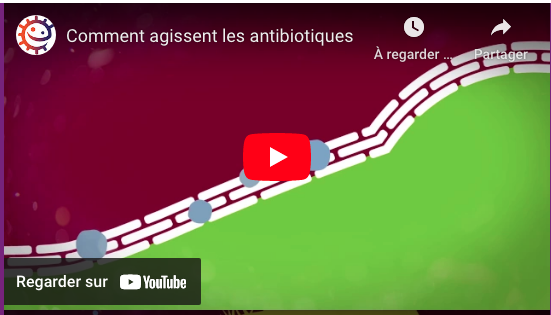 Comment agissent les antibiotiques
À regarder ...
Partager
Regarder sur YouTube